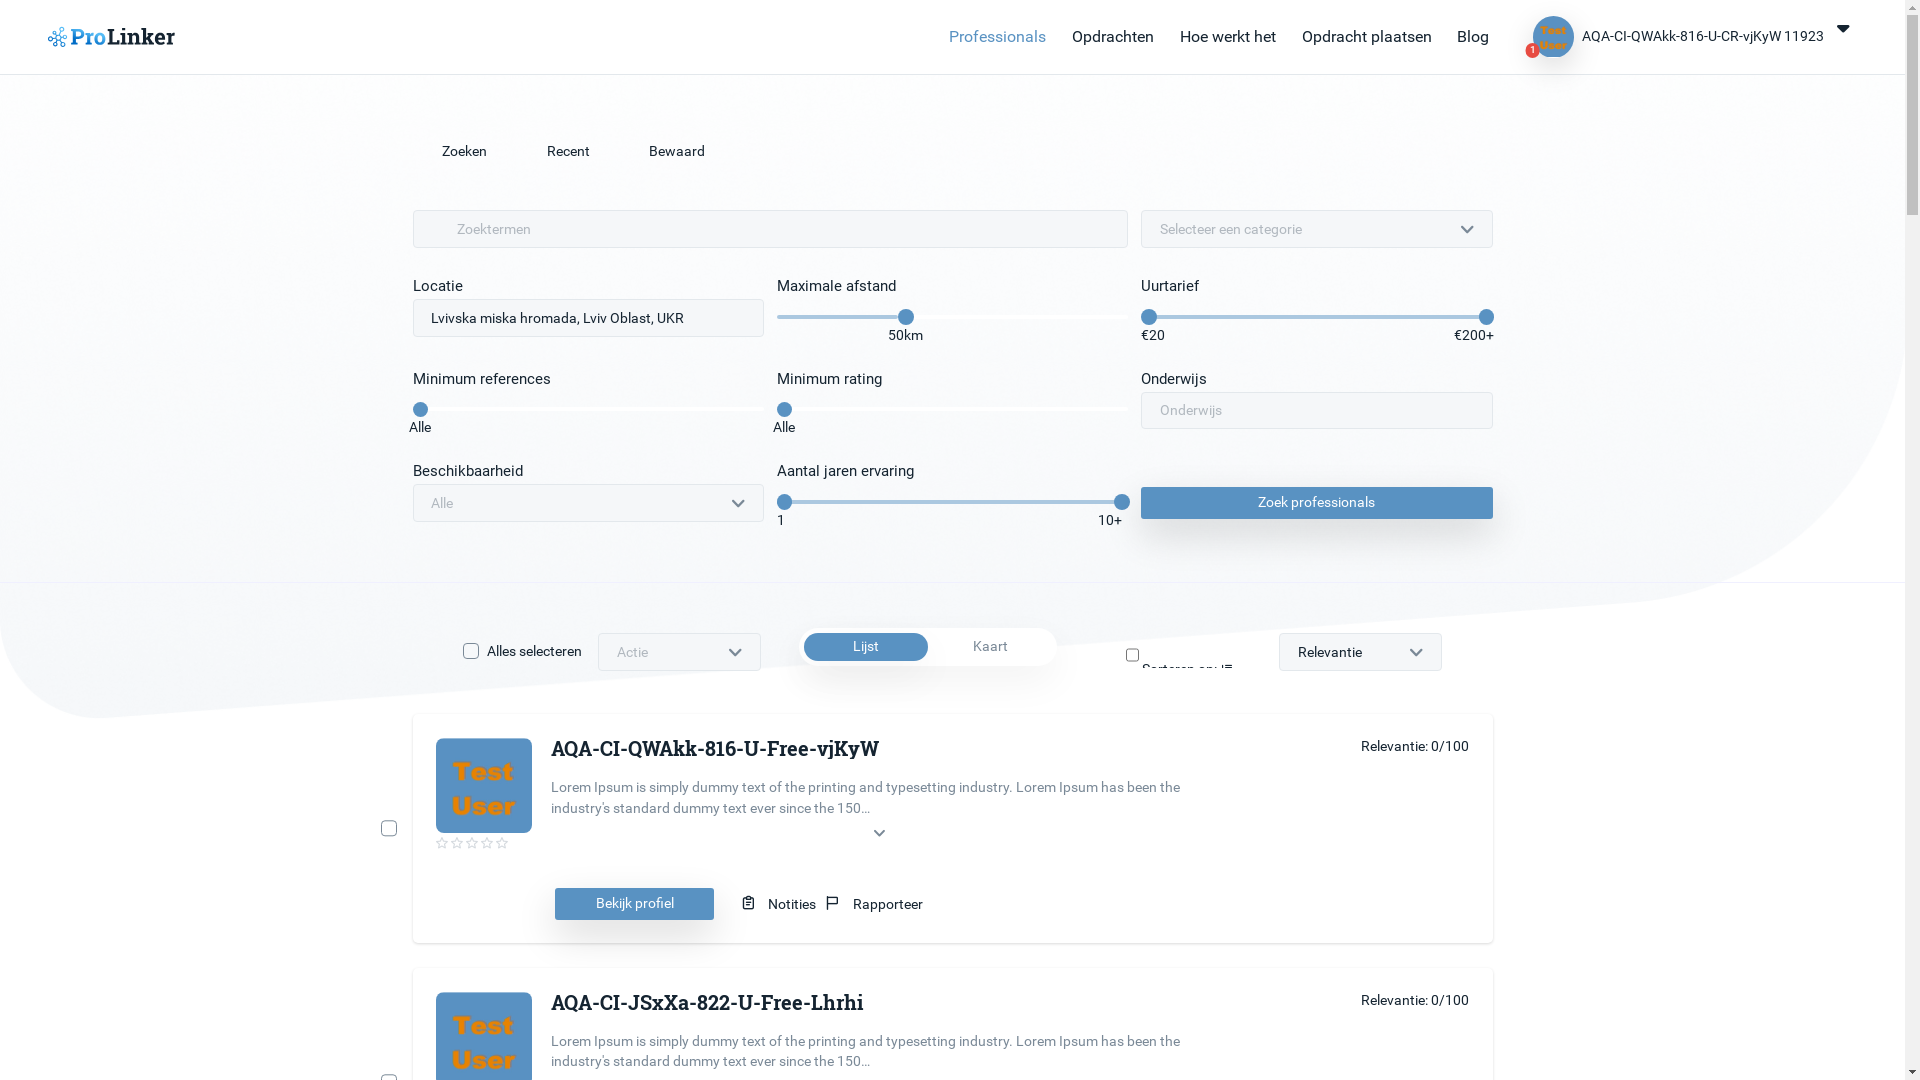 ProLinker
Professionals
Opdrachten
Hoe werkt het
Opdracht plaatsen
Blog
Test
User
1
AQA-CI-QWAkk-816-U-CR-vjKyW 11923
Zoeken
Recent
Bewaard
Zoektermen
Selecteer een categorie
Locatie
Maximale afstand
Uurtarief
Lvivska miska hromada, Lviv Oblast, UKR
50km
€20
€200+
Minimum references
Minimum rating
Onderwijs
Onderwijs
Alle
Alle
Beschikbaarheid
Aantal jaren ervaring
Alle
Zoek professionals
1
10+
Alles selecteren
Actie
Lijst
Kaart
Relevantie
AQA-CI-QWAkk-816-U-Free-vjKyW
Relevantie: 0/100
Test
User
Lorem Ipsum is simply dummy text of the printing and typesetting industry. Lorem Ipsum has been the
industry's standard dummy text ever since the 150...
Bekijk profiel
Notities
Rapporteer
AQA-CI-JSxXa-822-U-Free-Lhrhi
Relevantie: 0/100
Test
User
Lorem Ipsum is simply dummy text of the printing and typesetting industry. Lorem Ipsum has been the
industry's standard dummy text ever since the 150...